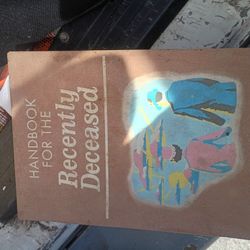 HANDBOOK
FOR THE
Recently
Deceased